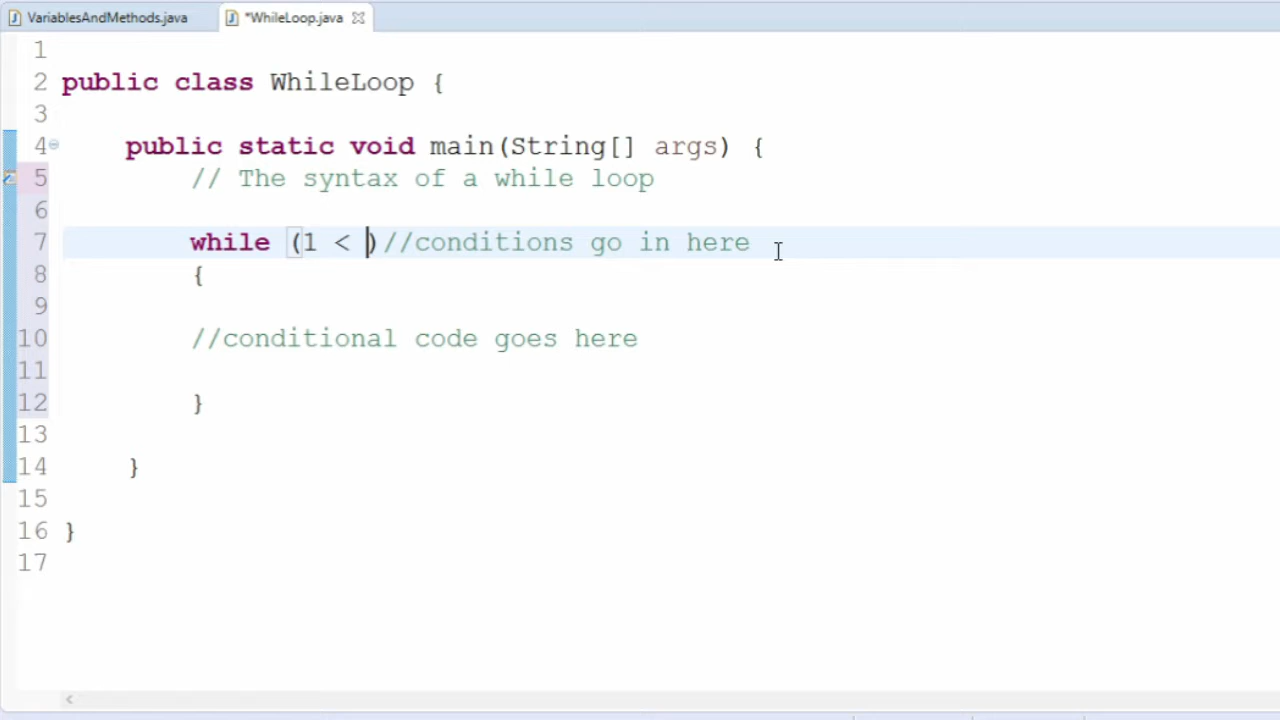 VariablesAndMethods.java *WhileLoop.java
1
2 public class WhileLoop {
3
4 public static void main(String[] args) {
5 // The syntax of a while loop
6
7 while (1 < )//conditions go in here
8 {
9
10 //conditional code goes here
11
12 }
13
14 }
15
16 }
17